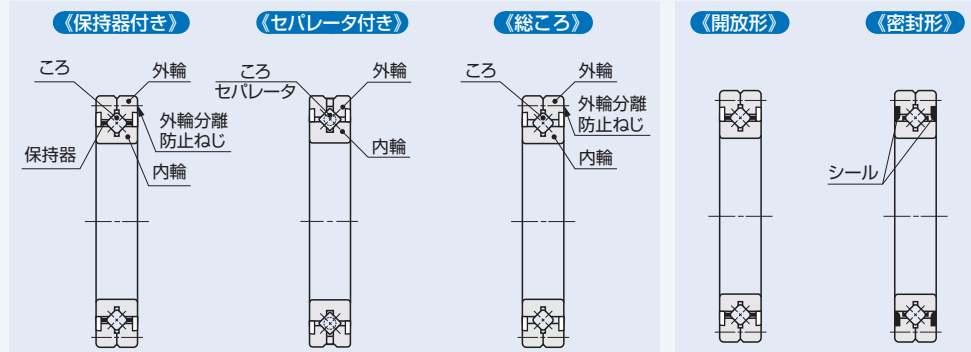 《保持器付き》
ころ
外輪
外輪分離
防止ねじ
保持器
内輪
《セパレータ付き》
ころ
セパレータ
外輪
内輪
《総ころ》
ころ
外輪
外輪分離
防止ねじ
内輪
《開放形》
《密封形》
シール